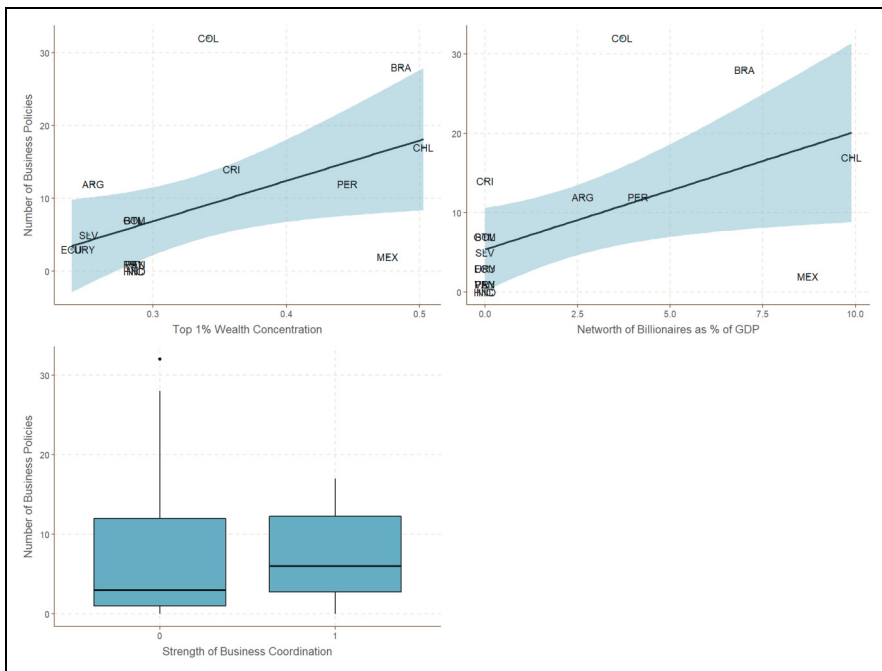 Number of Business Policies
30
20
10
0
COL
BRA
CHL
CRI
PER
ARG
SLV
URY
MEX
0.3
0.4
0.5
Top 1% Wealth Concentration
30
20
10
0
COL
BRA
CHL
CRI
ARG
PER
SLV
MEX
0.0
2.5
5.0
7.5
10.0
Networth of Billionaires as % of GDP
Number of Business Policies
30
20
10
0
0
1
Strength of Business Coordination